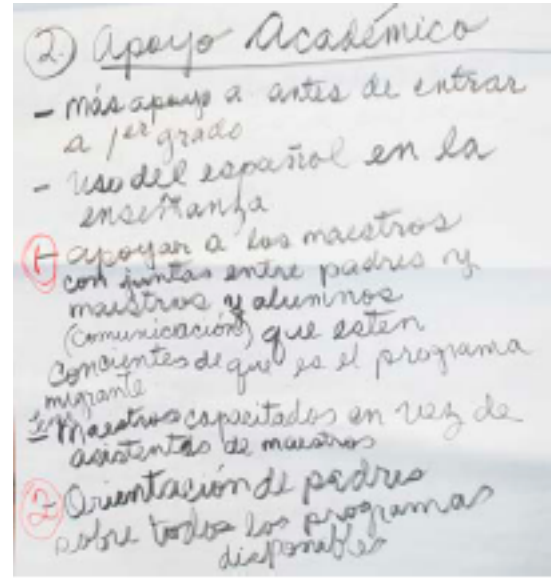 2.) Apoyo Académico
- más apoyo a antes de entrar
a 1er grado
- uso del español en la
enseñanza
1- apoyar a los maestros
con juntas entre padres y
maestros y alumnos
(comunicación) que esten
concientes de que es el programa
migrante
- Maestros capacitados en vez de
asistentes de maestros
2- Orientación de padres
sobre todos los programas
disponibles